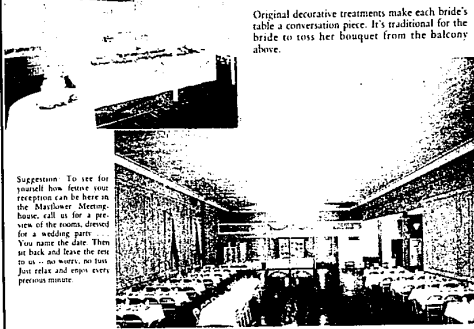 Original decorative treatments make each bride's
table a conversation piece. It's traditional for the
bride to toss her bouquet from the balcony
above.
Suggestion: To see for
yourself how festive your
reception can be here in
the Mayflower Meeting-
house, call us for a pre-
view of the rooms, dressed
for a wedding party . . .
You name the date. Then
sit back and leave the rest
to us -- no worry, no fuss.
Just relax and enjoy every
precious minute.